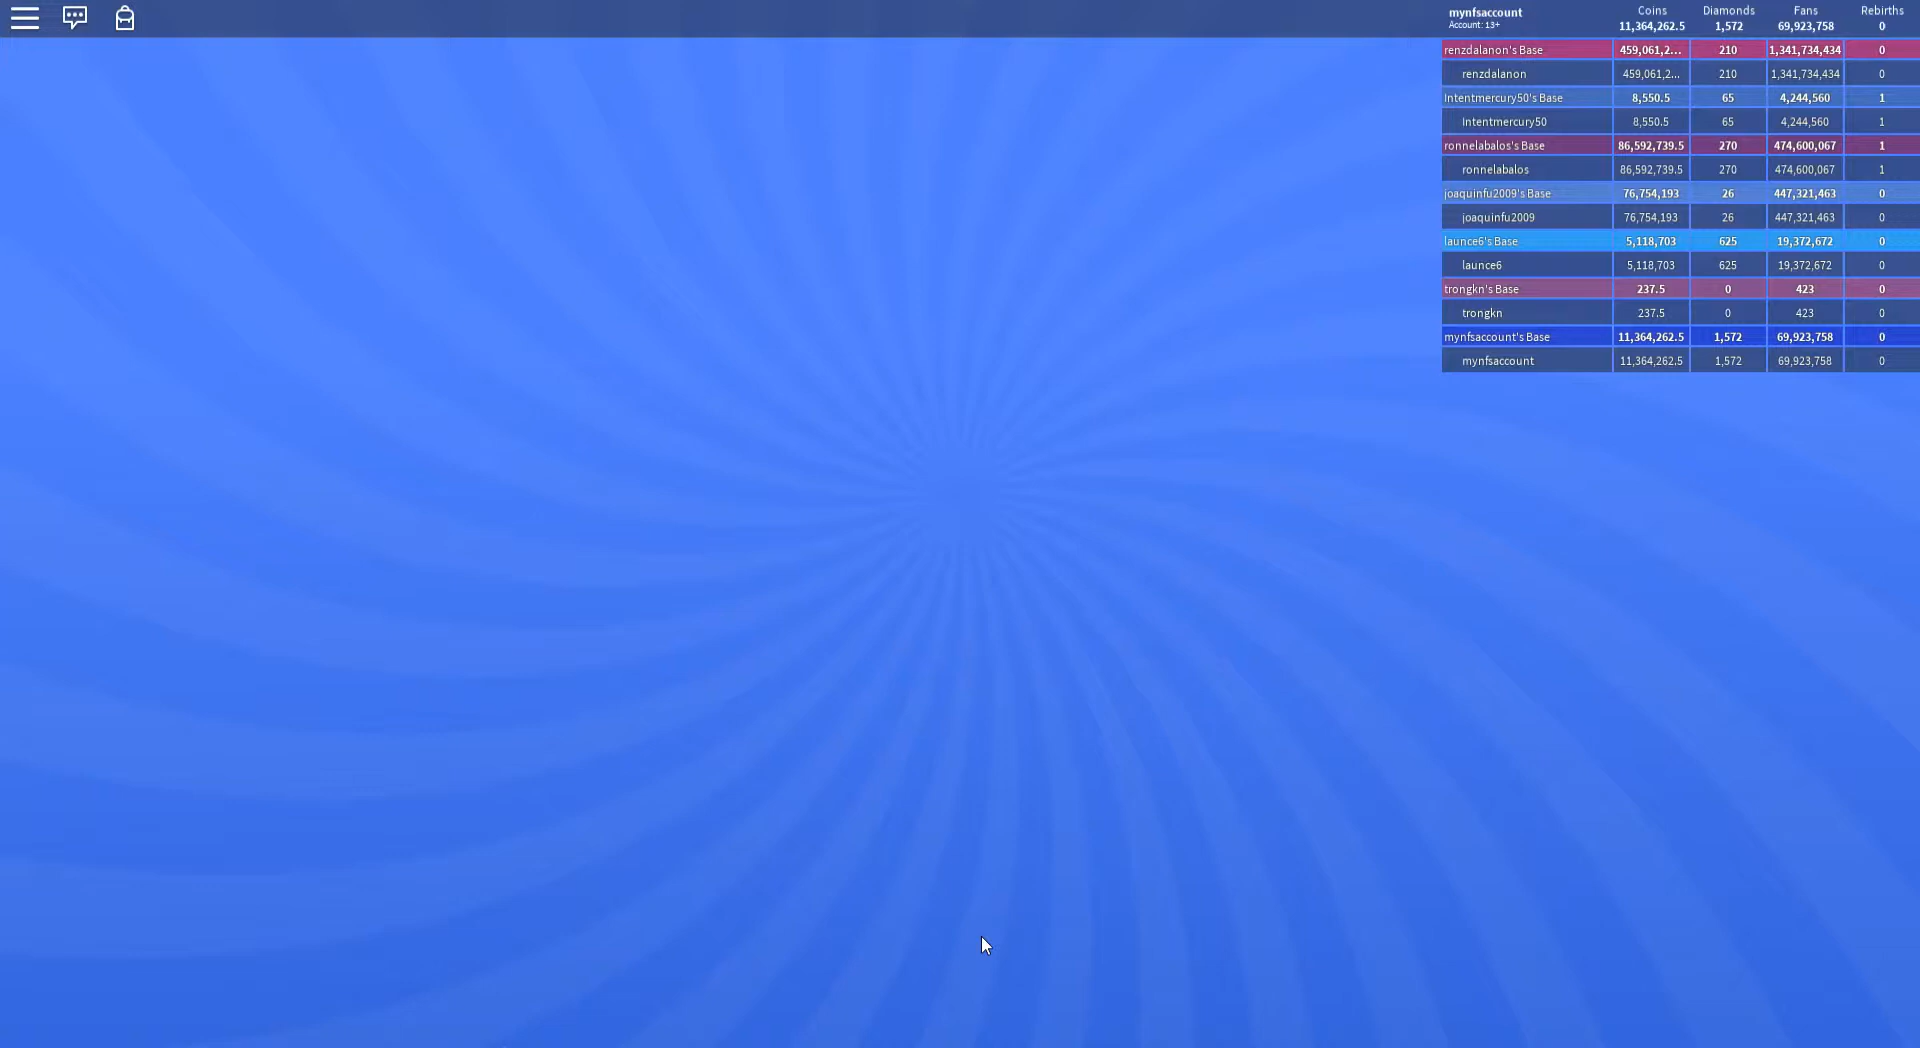 mynfsaccount Coins Diamonds Fans Rebirths
Account: 13+ 11,364,262.5 1,572 69,923,758 0
renzdalanon's Base 459,061,2... 210 1,341,734,434 0
renzdalanon 459,061,2... 210 1,341,734,434 0
Intentmercury50's Base 8,550.5 65 4,244,560 1
Intentmercury50 8,550.5 65 4,244,560 1
ronnelabalos's Base 86,592,739.5 270 474,600,067 1
ronnelabalos 86,592,739.5 270 474,600,067 1
joaquinfu2009's Base 76,754,193 26 447,321,463 0
joaquinfu2009 76,754,193 26 447,321,463 0
launce6's Base 5,118,703 625 19,372,672 0
launce6 5,118,703 625 19,372,672 0
trongkn's Base 237.5 0 423 0
trongkn 237.5 0 423 0
mynfsaccount's Base 11,364,262.5 1,572 69,923,758 0
mynfsaccount 11,364,262.5 1,572 69,923,758 0